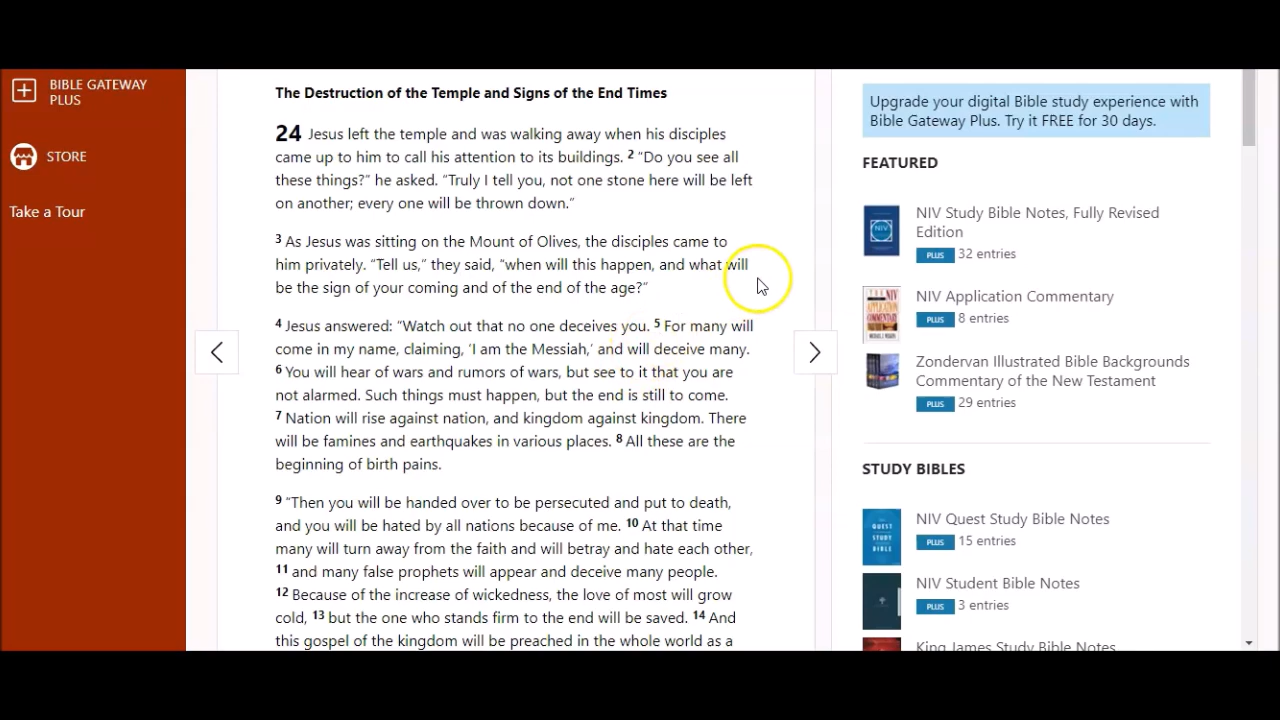 BIBLE GATEWAY
PLUS
STORE
Take a Tour
The Destruction of the Temple and Signs of the End Times
24 Jesus left the temple and was walking away when his disciples
came up to him to call his attention to its buildings. 2 “Do you see all
these things?” he asked. “Truly I tell you, not one stone here will be left
on another; every one will be thrown down.”
3 As Jesus was sitting on the Mount of Olives, the disciples came to
him privately. “Tell us,” they said, “when will this happen, and what will
be the sign of your coming and of the end of the age?”
4 Jesus answered: “Watch out that no one deceives you. 5 For many will
come in my name, claiming, ‘I am the Messiah,’ and will deceive many.
6 You will hear of wars and rumors of wars, but see to it that you are
not alarmed. Such things must happen, but the end is still to come.
7 Nation will rise against nation, and kingdom against kingdom. There
will be famines and earthquakes in various places. 8 All these are the
beginning of birth pains.
9 “Then you will be handed over to be persecuted and put to death,
and you will be hated by all nations because of me. 10 At that time
many will turn away from the faith and will betray and hate each other,
11 and many false prophets will appear and deceive many people.
12 Because of the increase of wickedness, the love of most will grow
cold, 13 but the one who stands firm to the end will be saved. 14 And
this gospel of the kingdom will be preached in the whole world as a
Upgrade your digital Bible study experience with
Bible Gateway Plus. Try it FREE for 30 days.
FEATURED
NIV
NIV Study Bible Notes, Fully Revised
Edition
PLUS 32 entries
NIV Application Commentary
PLUS 8 entries
Zondervan Illustrated Bible Backgrounds
Commentary of the New Testament
PLUS 29 entries
STUDY BIBLES
QUEST
STUDY
BIBLE
NIV Quest Study Bible Notes
PLUS 15 entries
NIV Student Bible Notes
PLUS 3 entries
King James Study Bible Notes